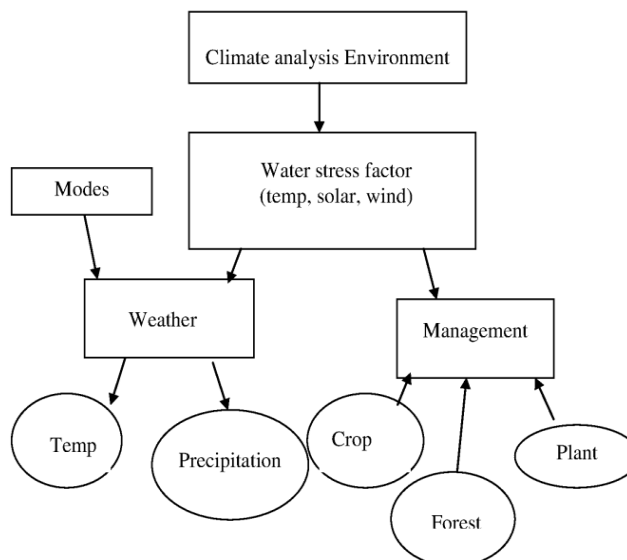 Climate analysis Environment
Water stress factor
(temp, solar, wind)
Modes
Weather
Management
Temp
Precipitation
Crop
Plant
Forest